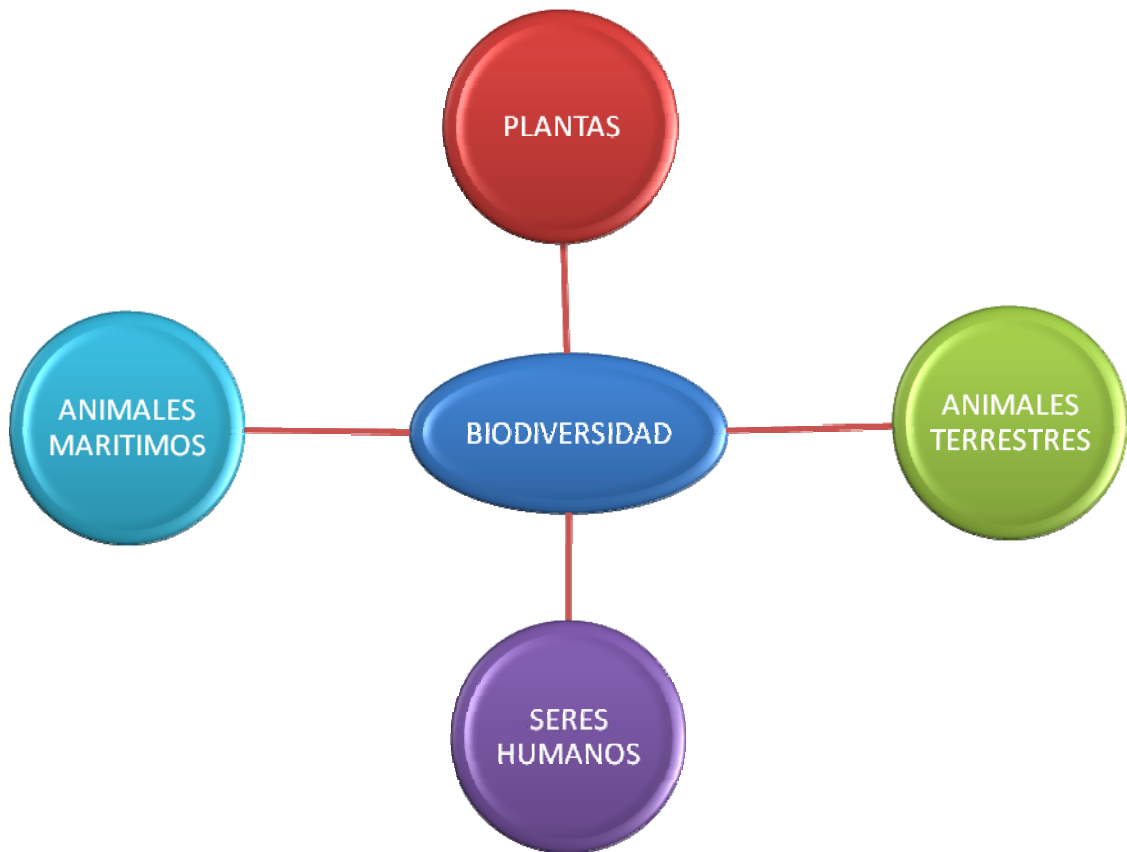 PLANTAS
ANIMALES
MARITIMOS
BIODIVERSIDAD
ANIMALES
TERRESTRES
SERES
HUMANOS